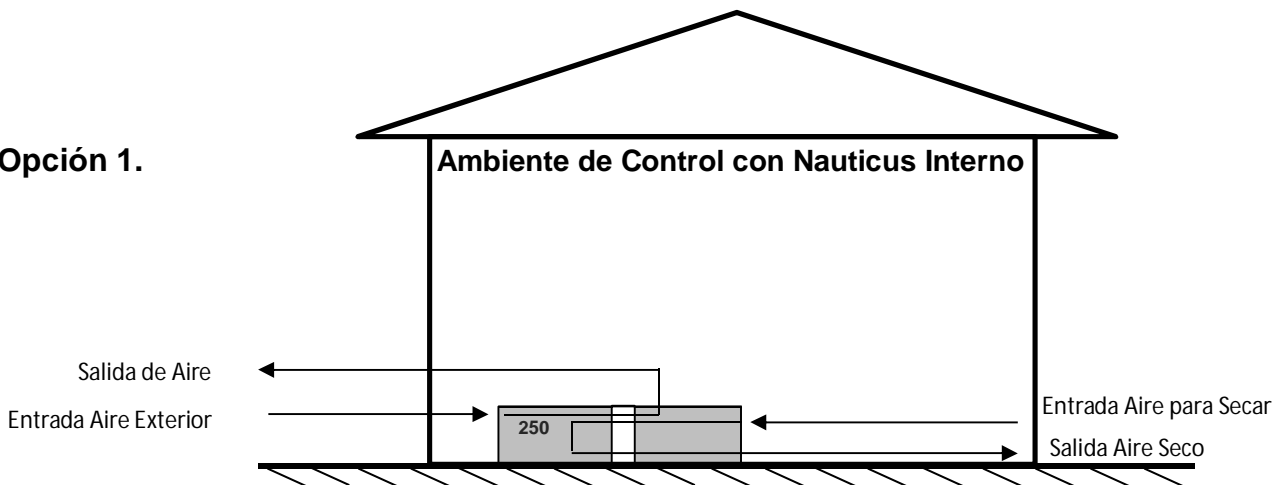 Opción 1.
Ambiente de Control con Nauticus Interno
Salida de Aire
Entrada Aire Exterior
250
Entrada Aire para Secar
Salida Aire Seco